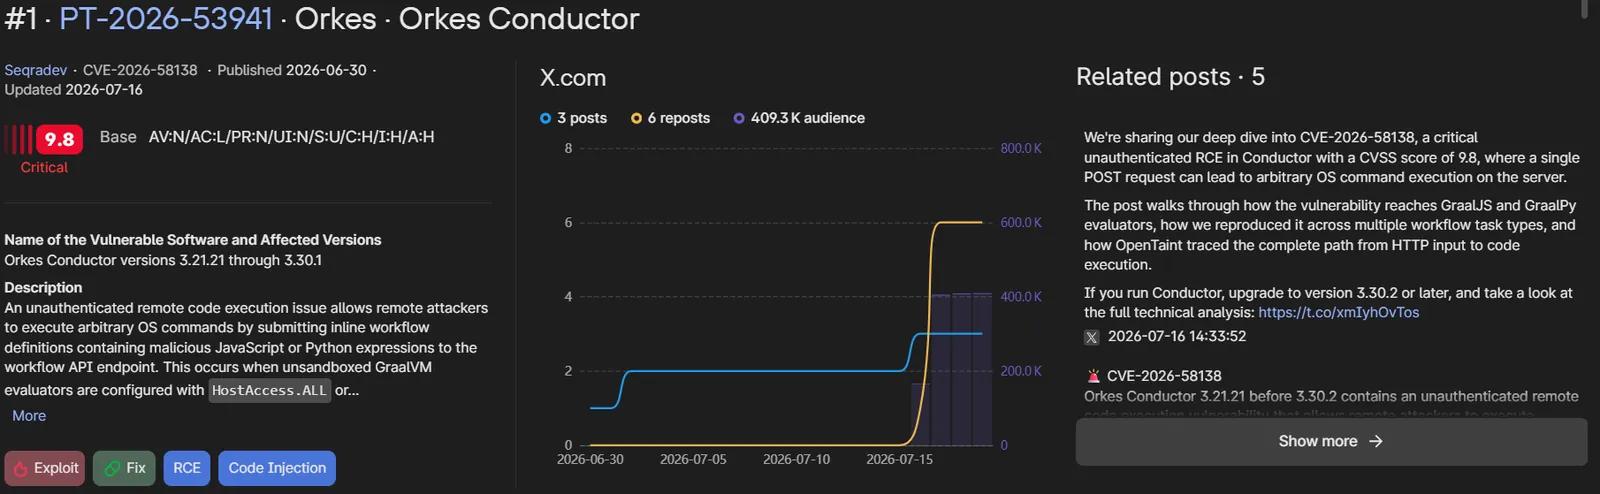 #1 · PT-2026-53941 · Orkes · Orkes Conductor
Seqradev · CVE-2026-58138 · Published 2026-06-30 ·
Updated 2026-07-16
9.8 Base AV:N/AC:L/PR:N/UI:N/S:U/C:H/I:H/A:H
Critical
Name of the Vulnerable Software and Affected Versions
Orkes Conductor versions 3.21.21 through 3.30.1
Description
An unauthenticated remote code execution issue allows remote attackers
to execute arbitrary OS commands by submitting inline workflow
definitions containing malicious JavaScript or Python expressions to the
workflow API endpoint. This occurs when unsandboxed GraalVM
evaluators are configured with HostAccess.ALL or...
More
Exploit Fix RCE Code Injection
X.com
3 posts 6 reposts 409.3 K audience
8 800.0 K
6 600.0 K
4 400.0 K
2 200.0 K
0 0
2026-06-30 2026-07-05 2026-07-10 2026-07-15
Related posts · 5
We're sharing our deep dive into CVE-2026-58138, a critical
unauthenticated RCE in Conductor with a CVSS score of 9.8, where a single
POST request can lead to arbitrary OS command execution on the server.
The post walks through how the vulnerability reaches GraalJS and GraalPy
evaluators, how we reproduced it across multiple workflow task types, and
how OpenTaint traced the complete path from HTTP input to code
execution.
If you run Conductor, upgrade to version 3.30.2 or later, and take a look at
the full technical analysis: https://t.co/xmIyhOvTos
X 2026-07-16 14:33:52
🚨 CVE-2026-58138
Orkes Conductor 3.21.21 before 3.30.2 contains an unauthenticated remote
code execution vulnerability that allows remote attackers to execute
Show more →